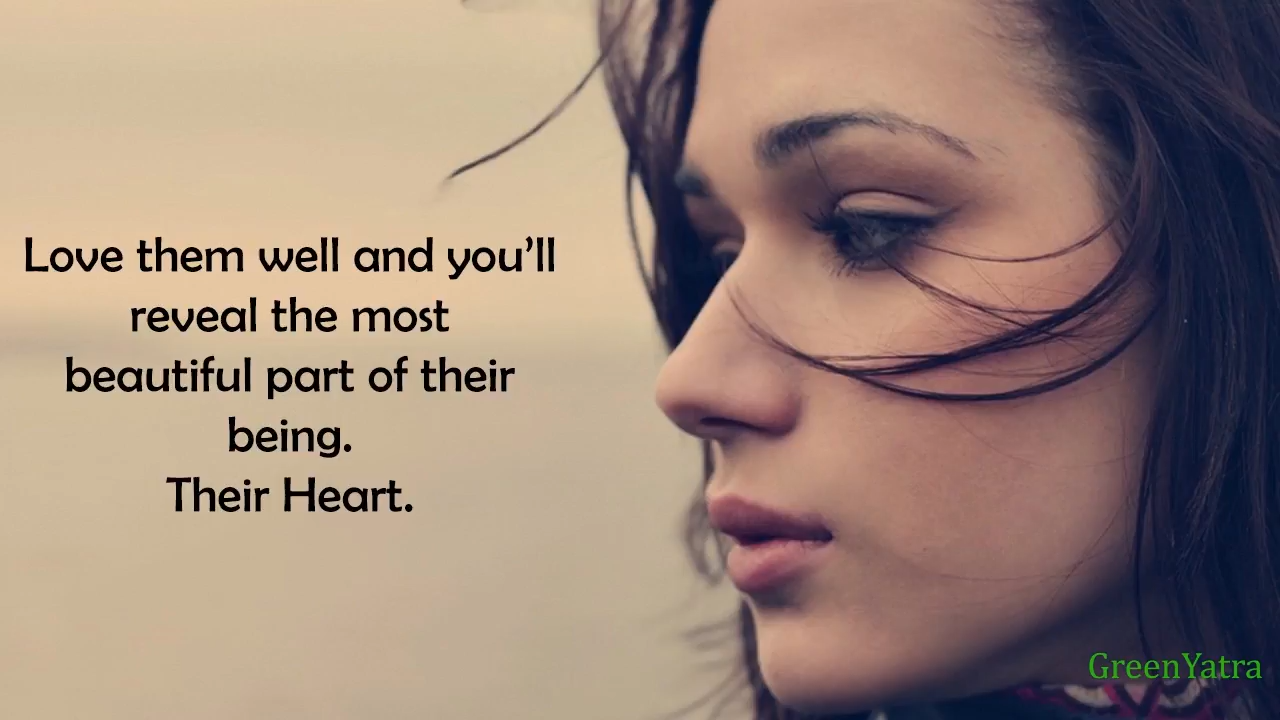 Love them well and you’ll
reveal the most
beautiful part of their
being.
Their Heart.
GreenYatra